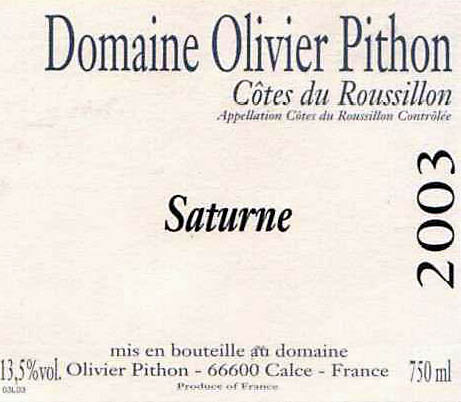 Domaine Olivier Pithon
Côtes du Roussillon
Appellation Côtes du Roussillon Contrôlée
2003
Saturne
mis en bouteille au domaine
13,5%vol. Olivier Pithon - 66600 Calce - France 750 ml
03L03 Produce of France